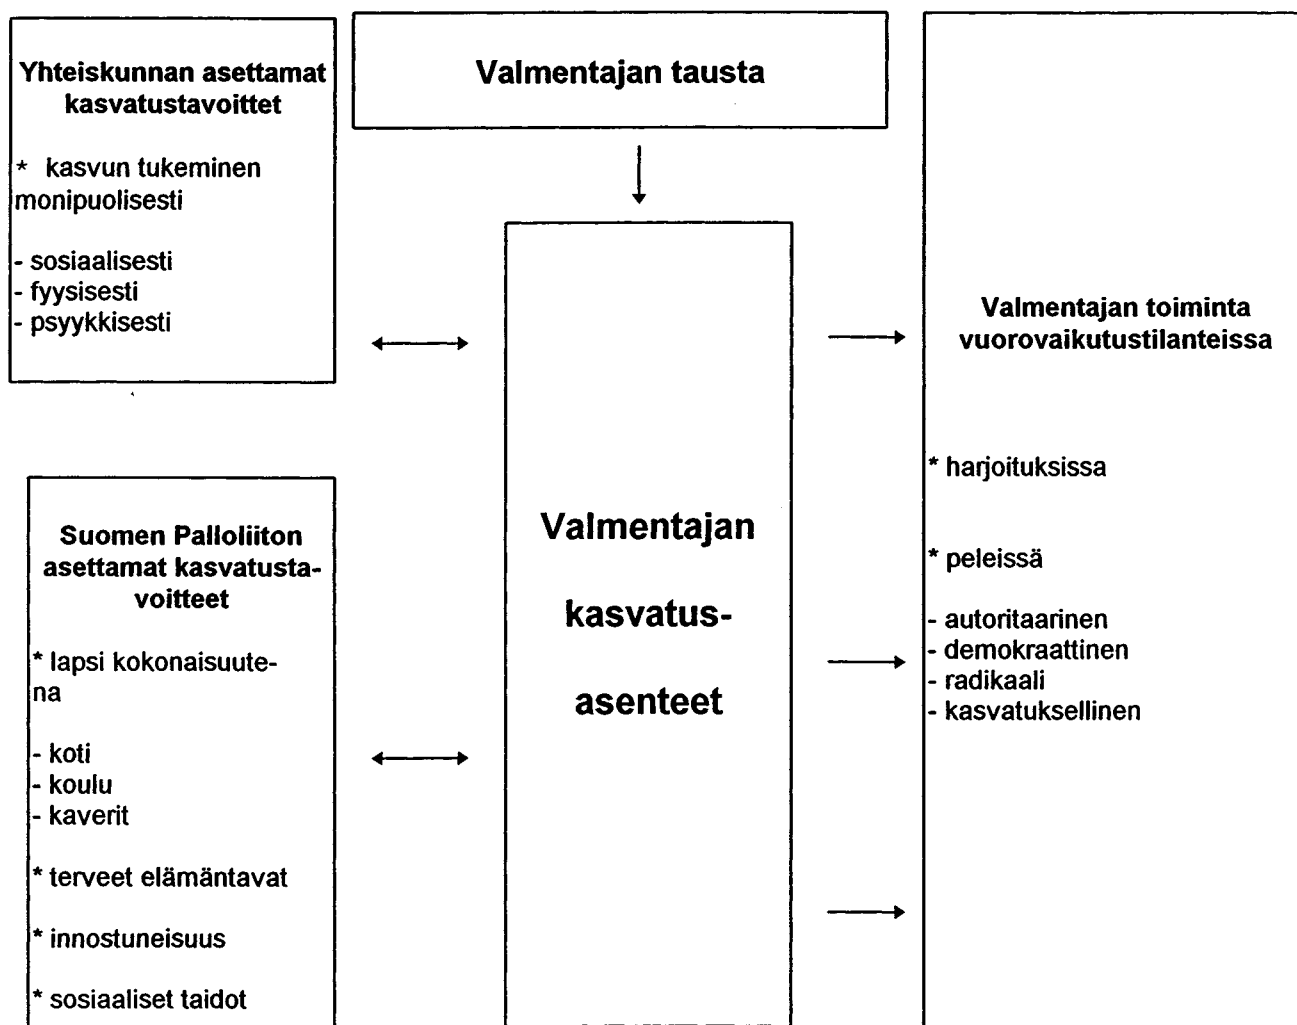 Yhteiskunnan asettamat
kasvatustavoittet
* kasvun tukeminen
monipuolisesti
- sosiaalisesti
- fyysisesti
- psyykkisesti
Suomen Palloliiton
asettamat kasvatusta-
voitteet
* lapsi kokonaisuute-
na
- koti
- koulu
- kaverit
* terveet elämäntavat
* innostuneisuus
* sosiaaliset taidot
Valmentajan tausta
Valmentajan
kasvatus-
asenteet
Valmentajan toiminta
vuorovaikutustilanteissa
* harjoituksissa
* peleissä
- autoritaarinen
- demokraattinen
- radikaali
- kasvatuksellinen